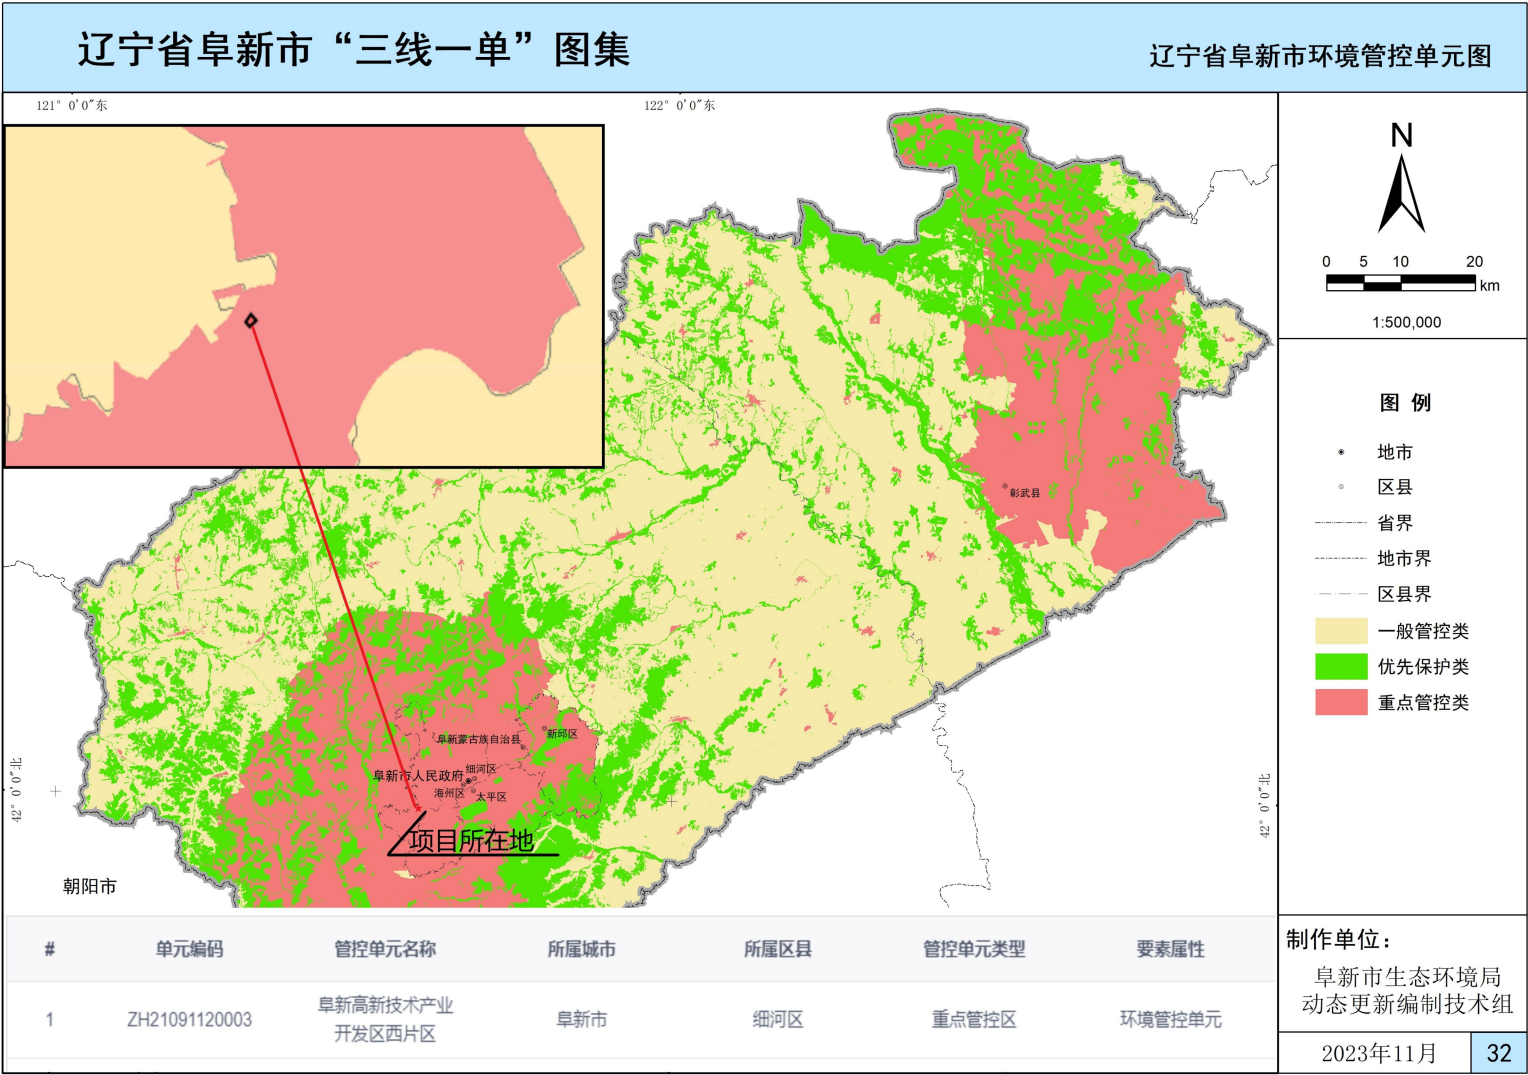 辽宁省阜新市“三线一单”图集
辽宁省阜新市环境管控单元图
121° 0'0"东
122° 0'0"东
N
0 5 10 20
km
1:500,000
图 例
地市
区县
省界
地市界
区县界
一般管控类
优先保护类
重点管控类
彰武县
新邱区
阜新蒙古族自治县
细河区
阜新市人民政府
海州区
太平区
项目所在地
42° 0'0"北
42° 0'0"北
朝阳市
# 单元编码 管控单元名称 所属城市 所属区县 管控单元类型 要素属性
1 ZH21091120003 阜新高新技术产业 阜新市 细河区 重点管控区 环境管控单元
开发区西片区
制作单位：
阜新市生态环境局
动态更新编制技术组
2023年11月
32